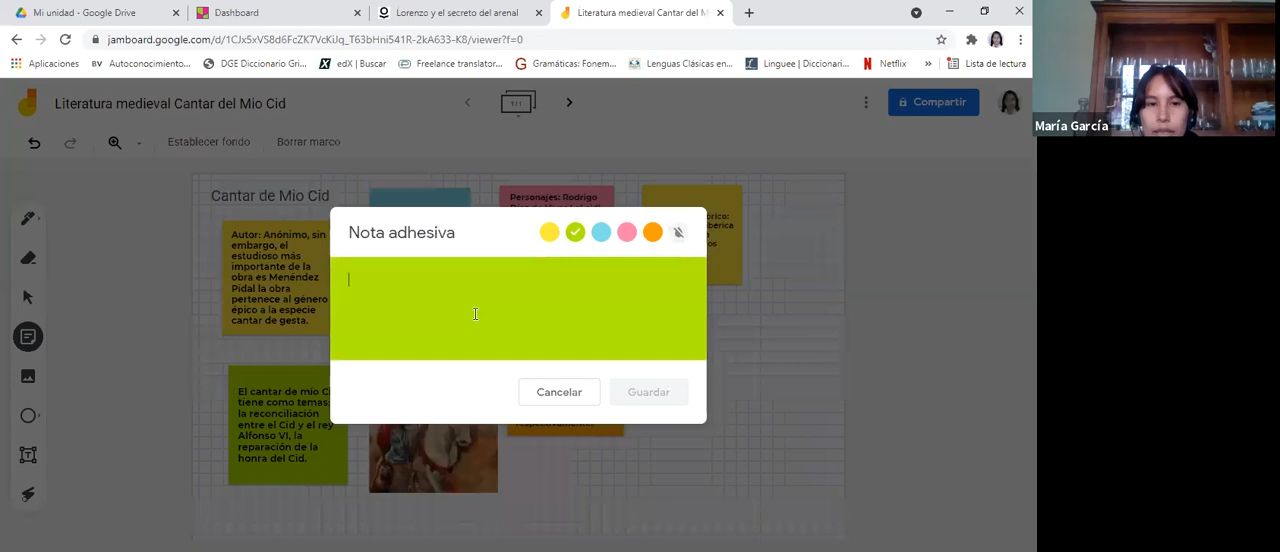 Mi unidad - Google Drive
Dashboard
Lorenzo y el secreto del arenal
Literatura medieval Cantar del M
jamboard.google.com/d/1CJx5xVS8d6FcZK7VcKiJq_T63bHni541R-2kA633-K8/viewer?f=0
Aplicaciones
BV Autoconocimiento...
DGE Diccionario Gri...
edX | Buscar
Freelance translator...
Gramáticas: Fonem...
Lenguas Clásicas en...
Linguee | Diccionari...
Netflix
»
Lista de lectura
María García
Literatura medieval Cantar del Mio Cid
1/1
Compartir
Establecer fondo
Borrar marco
Cantar de Mio Cid
Personajes: Rodrigo
Autor: Anónimo, sin
embargo, el
estudioso más
importante de la
obra es Menéndez
Pidal la obra
pertenece al género
épico a la especie
cantar de gesta.
Nota adhesiva
Cancelar
Guardar
El cantar de mio
tiene como temas:
la reconciliación
entre el Cid y el rey
Alfonso VI, la
reparación de la
honra del Cid.